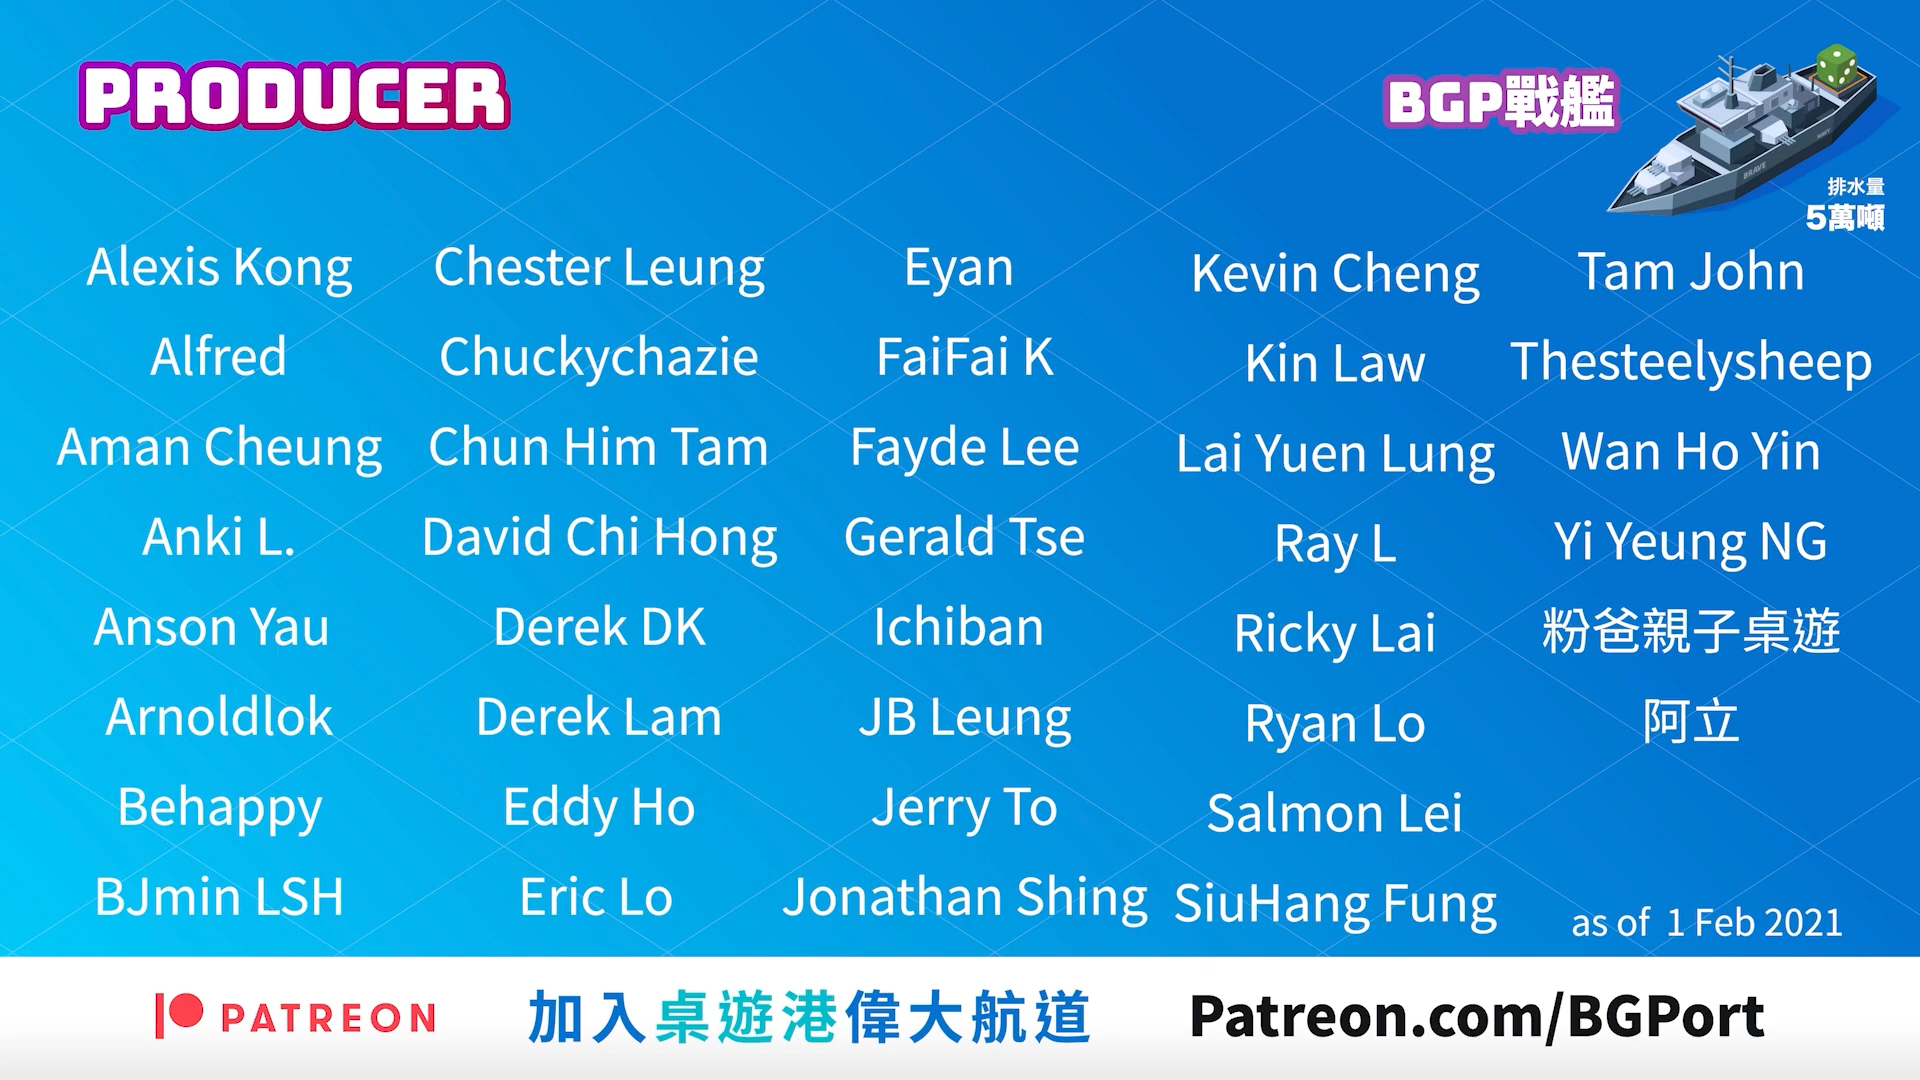 PRODUCER
BGP戰艦
BRAVE
NAVY
排水量
5萬噸
Alexis Kong
Alfred
Aman Cheung
Anki L.
Anson Yau
Arnoldlok
Behappy
BJmin LSH
Chester Leung
Chuckychazie
Chun Him Tam
David Chi Hong
Derek DK
Derek Lam
Eddy Ho
Eric Lo
Eyan
FaiFai K
Fayde Lee
Gerald Tse
Ichiban
JB Leung
Jerry To
Jonathan Shing
Kevin Cheng
Kin Law
Lai Yuen Lung
Ray L
Ricky Lai
Ryan Lo
Salmon Lei
SiuHang Fung
Tam John
Thesteelysheep
Wan Ho Yin
Yi Yeung NG
粉爸親子桌遊
阿立
as of 1 Feb 2021
PATREON
加入桌遊港偉大航道
Patreon.com/BGPort